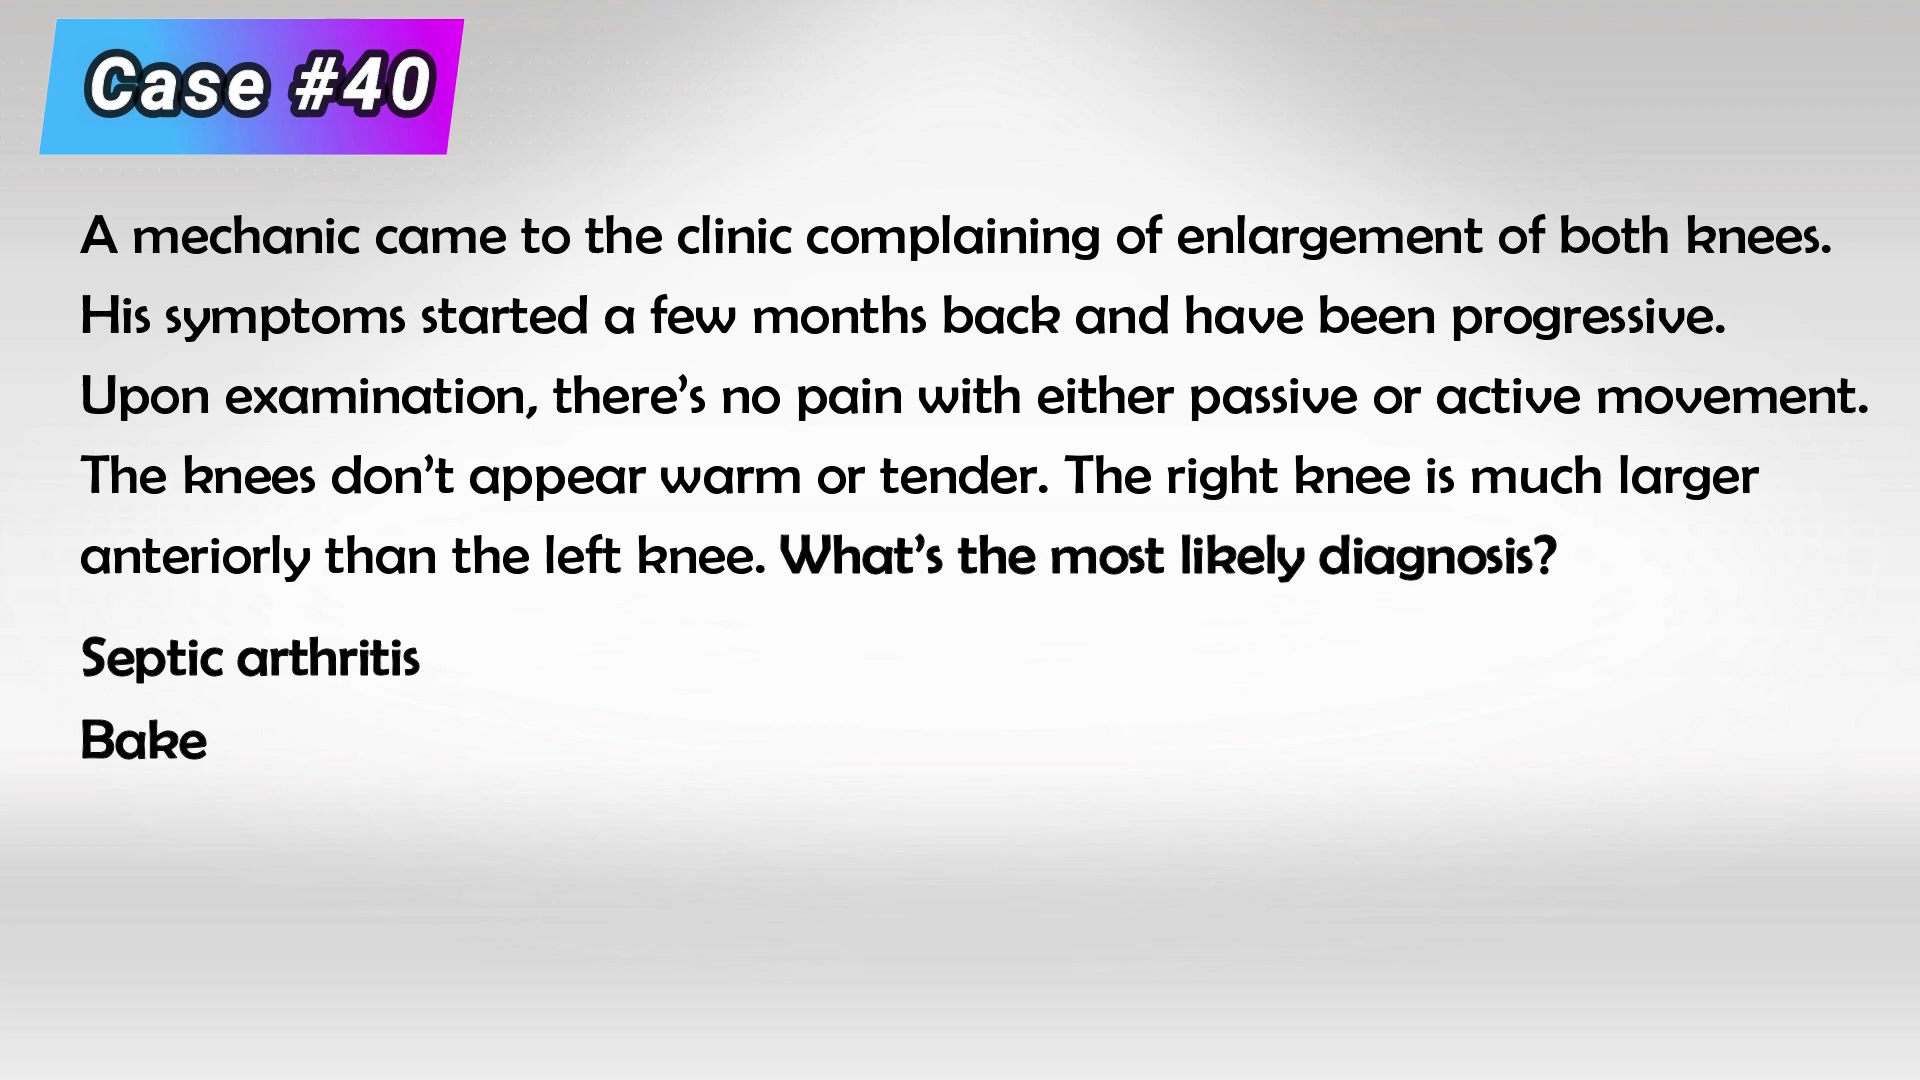 Case #40
A mechanic came to the clinic complaining of enlargement of both knees.
His symptoms started a few months back and have been progressive.
Upon examination, there’s no pain with either passive or active movement.
The knees don’t appear warm or tender. The right knee is much larger
anteriorly than the left knee. What’s the most likely diagnosis?
Septic arthritis
Bake